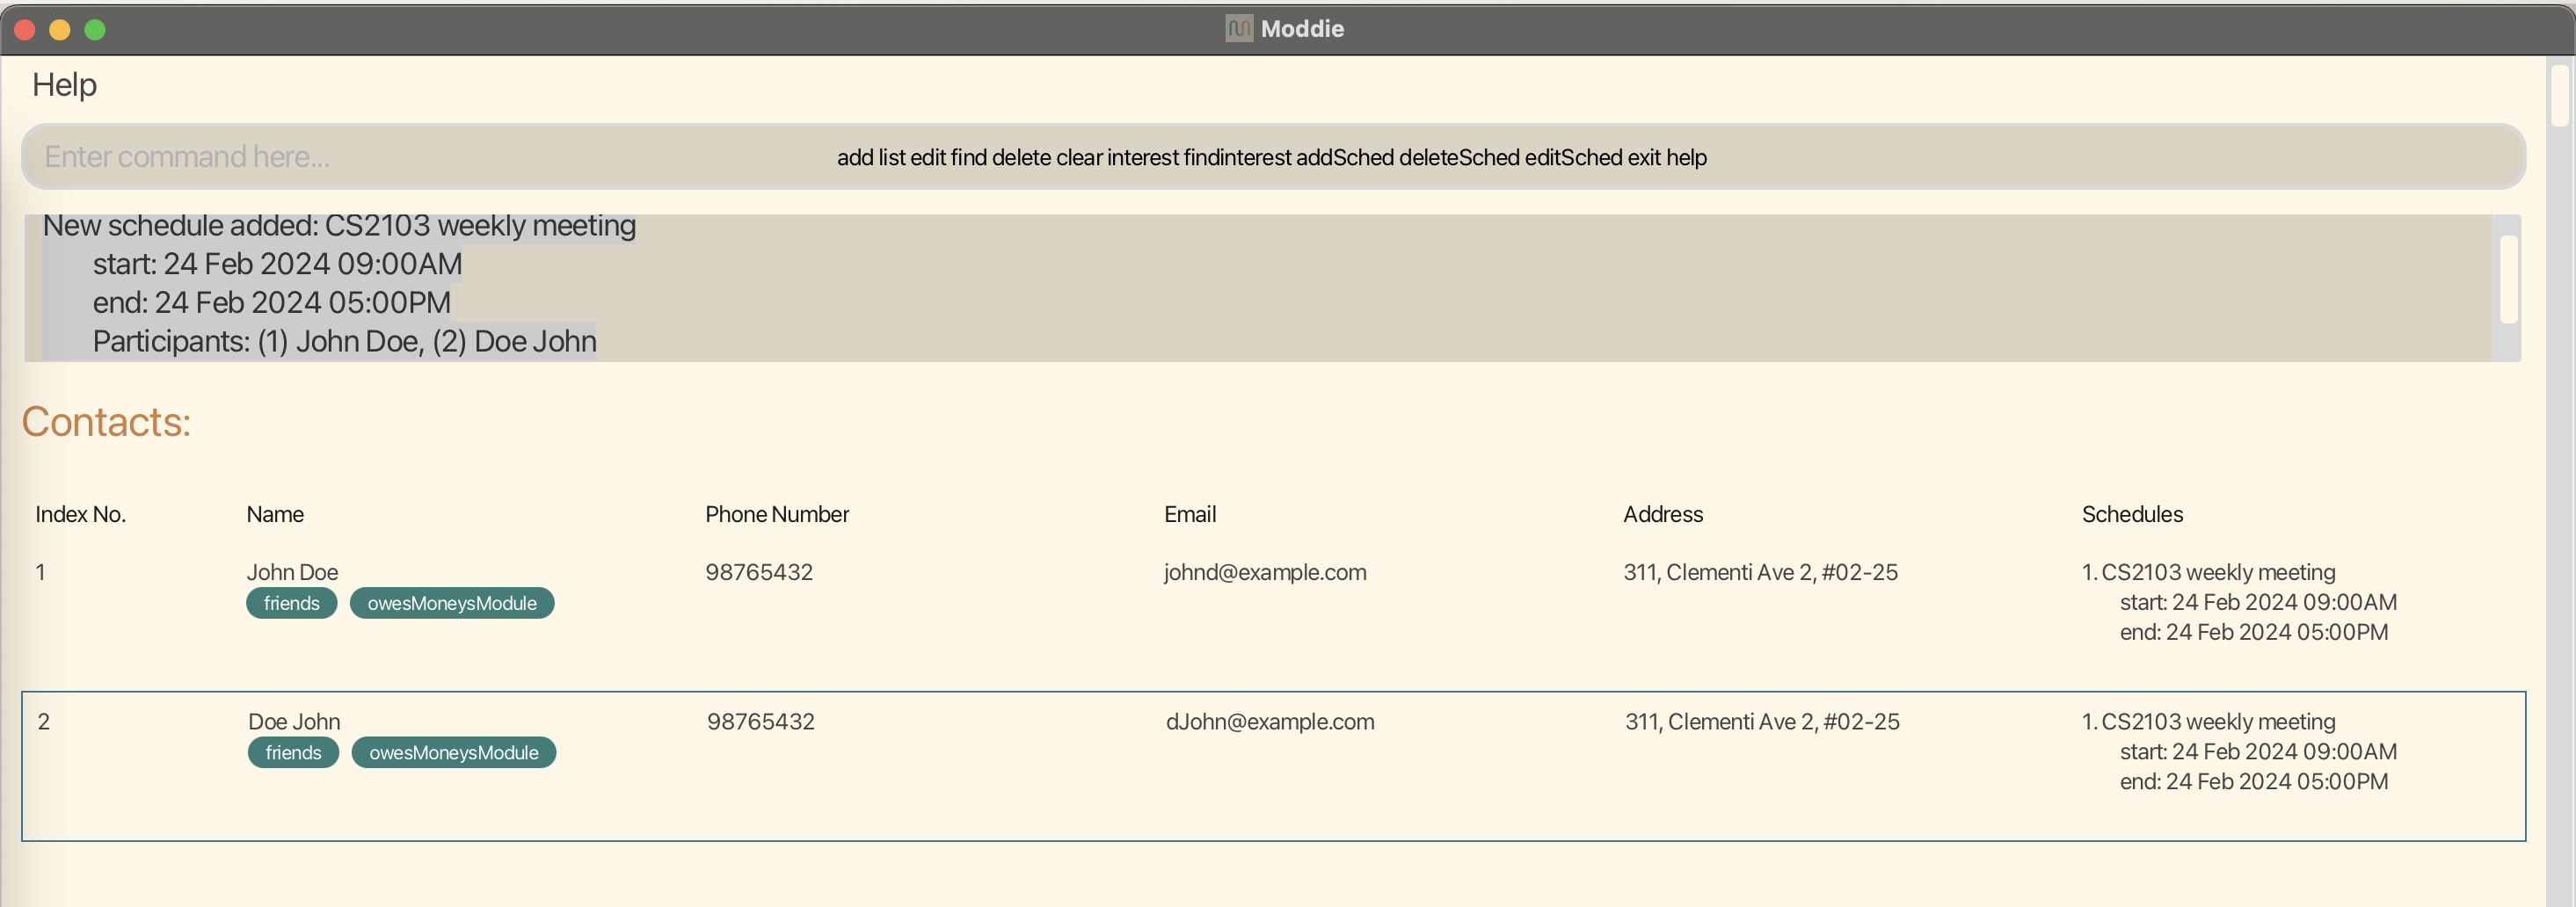 Moddie
Help
Enter command here...
add list edit find delete clear interest findinterest addSched deleteSched editSched exit help
New schedule added: CS2103 weekly meeting
start: 24 Feb 2024 09:00AM
end: 24 Feb 2024 05:00PM
Participants: (1) John Doe, (2) Doe John
Contacts:
Index No. Name Phone Number Email Address Schedules
1 John Doe 98765432 johnd@example.com 311, Clementi Ave 2, #02-25 1. CS2103 weekly meeting
friends owesMoneysModule start: 24 Feb 2024 09:00AM
end: 24 Feb 2024 05:00PM
2 Doe John 98765432 dJohn@example.com 311, Clementi Ave 2, #02-25 1. CS2103 weekly meeting
friends owesMoneysModule start: 24 Feb 2024 09:00AM
end: 24 Feb 2024 05:00PM